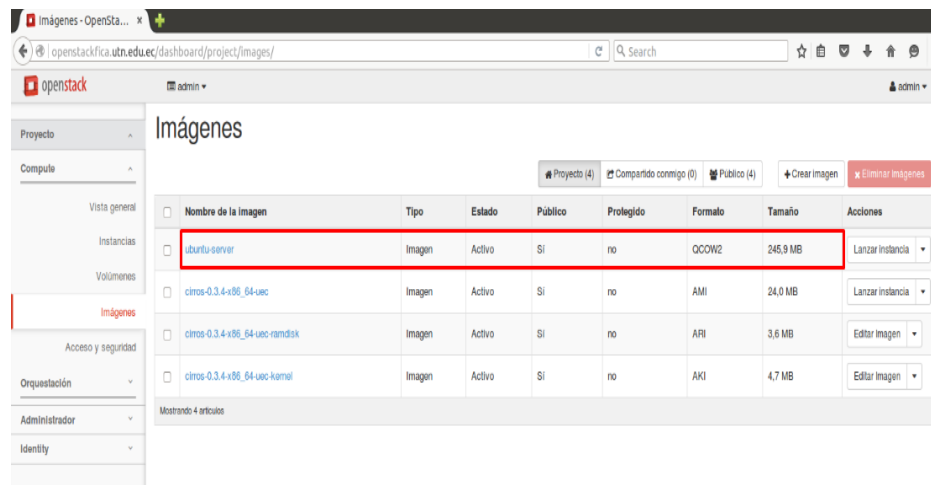 Imágenes - OpenSta... ×
openstackfica.utn.edu.ec/dashboard/project/images/
Search
openstack
admin
admin
Proyecto
Compute
Vista general
Instancias
Volúmenes
Imágenes
Acceso y seguridad
Orquestación
Administrador
Identity
Imágenes
Proyecto (4) Compartido conmigo (0) Público (4) +Crear imagen ×Eliminar Imágenes
Nombre de la imagen Tipo Estado Público Protegido Formato Tamaño Acciones
ubuntu-server Imagen Activo Sí no QCOW2 245,9 MB Lanzar instancia
cirros-0.3.4-x86_64-uec Imagen Activo Sí no AMI 24,0 MB Lanzar instancia
cirros-0.3.4-x86_64-uec-ramdisk Imagen Activo Sí no ARI 3,6 MB Editar Imagen
cirros-0.3.4-x86_64-uec-kernel Imagen Activo Sí no AKI 4,7 MB Editar Imagen
Mostrando 4 artículos